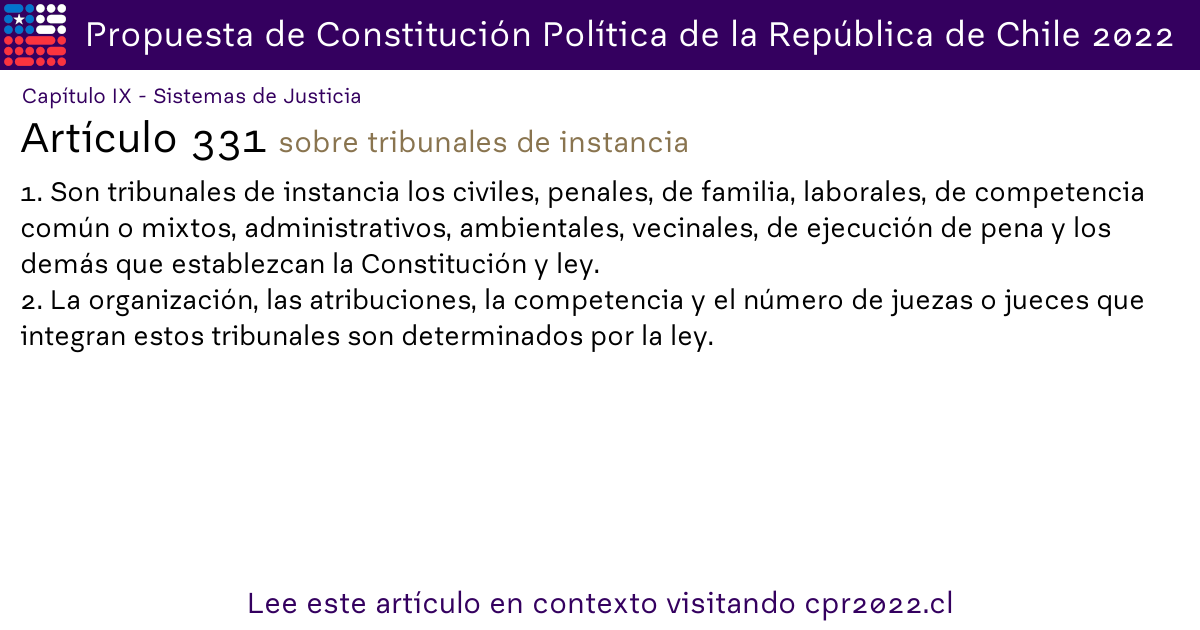 Propuesta de Constitución Política de la República de Chile 2022
Capítulo IX - Sistemas de Justicia
Artículo 331 sobre tribunales de instancia
1. Son tribunales de instancia los civiles, penales, de familia, laborales, de competencia
común o mixtos, administrativos, ambientales, vecinales, de ejecución de pena y los
demás que establezcan la Constitución y ley.
2. La organización, las atribuciones, la competencia y el número de juezas o jueces que
integran estos tribunales son determinados por la ley.
Lee este artículo en contexto visitando cpr2022.cl